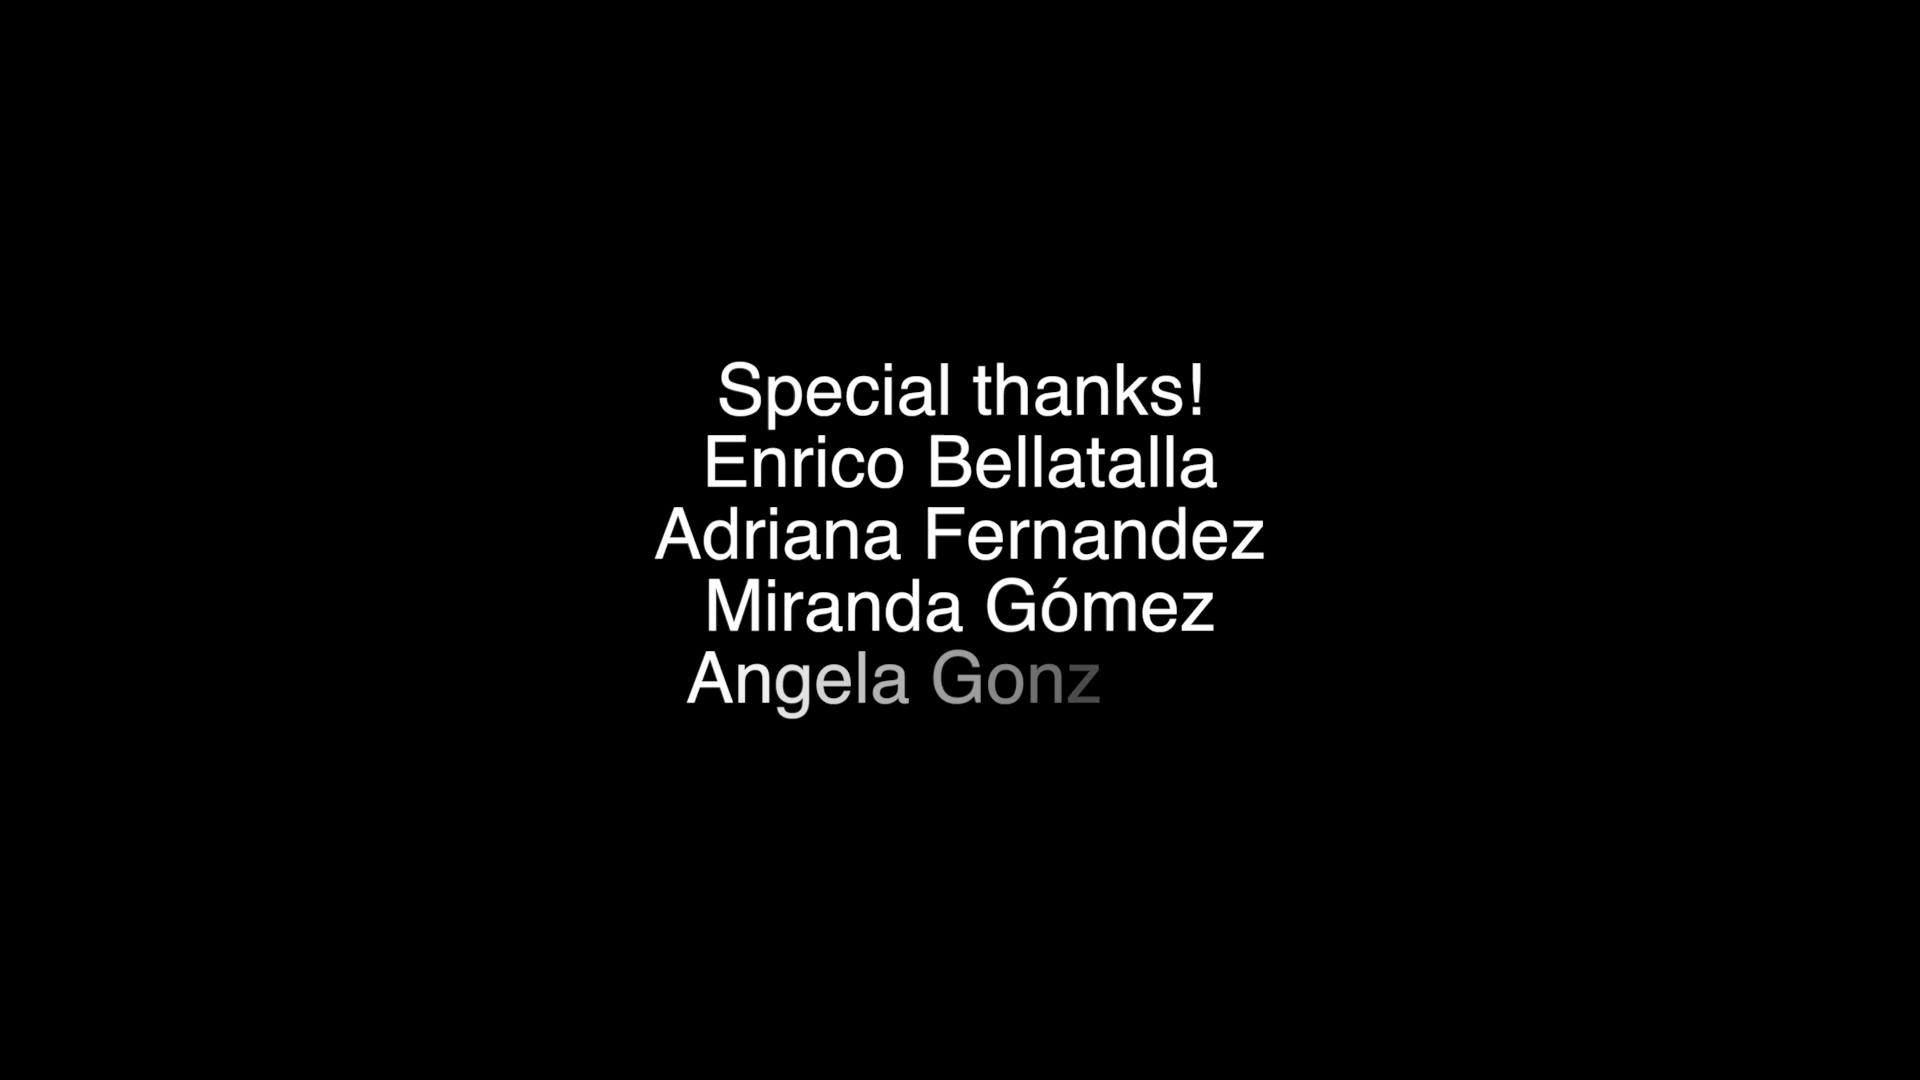 Special thanks!
Enrico Bellatalla
Adriana Fernandez
Miranda Gómez
Angela Gonz